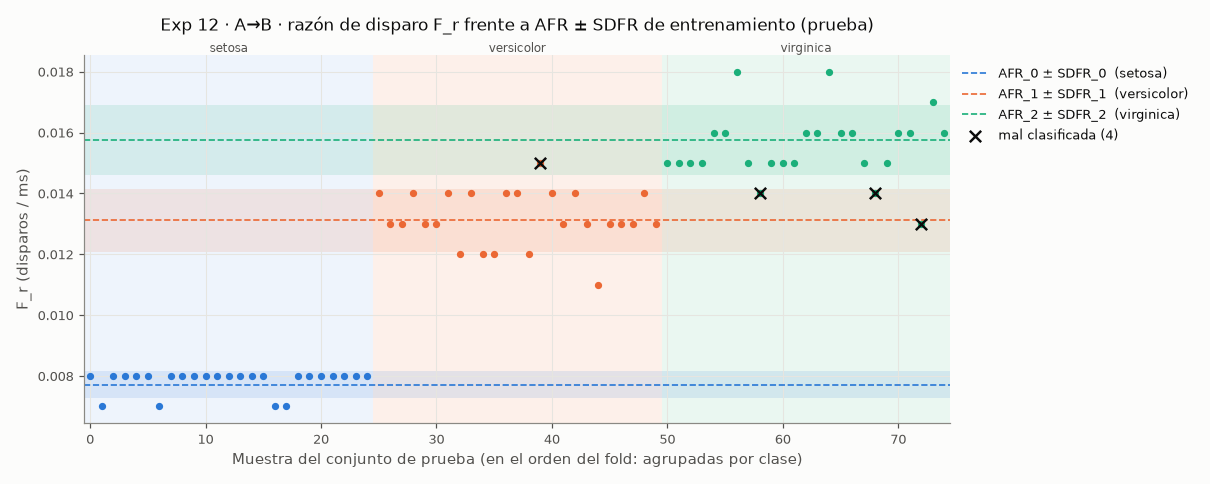 Exp 12 · A→B · razón de disparo F_r frente a AFR ± SDFR de entrenamiento (prueba)
setosa
versicolor
virginica
F_r (disparos / ms)
0.018
0.016
0.014
0.012
0.010
0.008
0
10
20
30
40
50
60
70
Muestra del conjunto de prueba (en el orden del fold: agrupadas por clase)
AFR_0 ± SDFR_0 (setosa)
AFR_1 ± SDFR_1 (versicolor)
AFR_2 ± SDFR_2 (virginica)
mal clasificada (4)